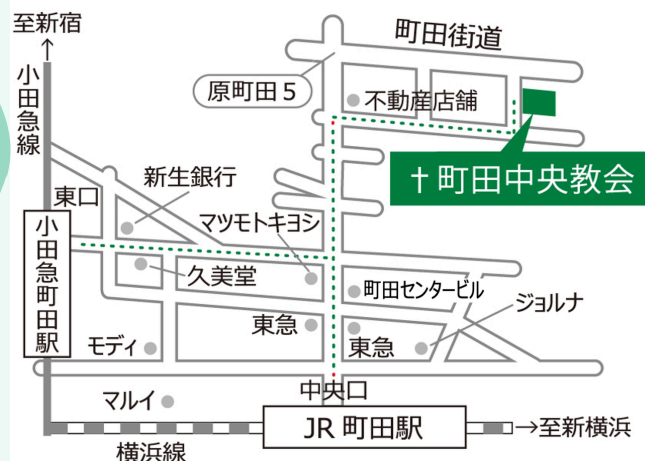 至新宿
町田街道
小田急線
原町田5
不動産店舗
†町田中央教会
新生銀行
東口
マツモトキヨシ
小田急町田駅
久美堂
町田センタービル
ジョルナ
東急
東急
モディ
中央口
マルイ
JR 町田駅
→至新横浜
横浜線